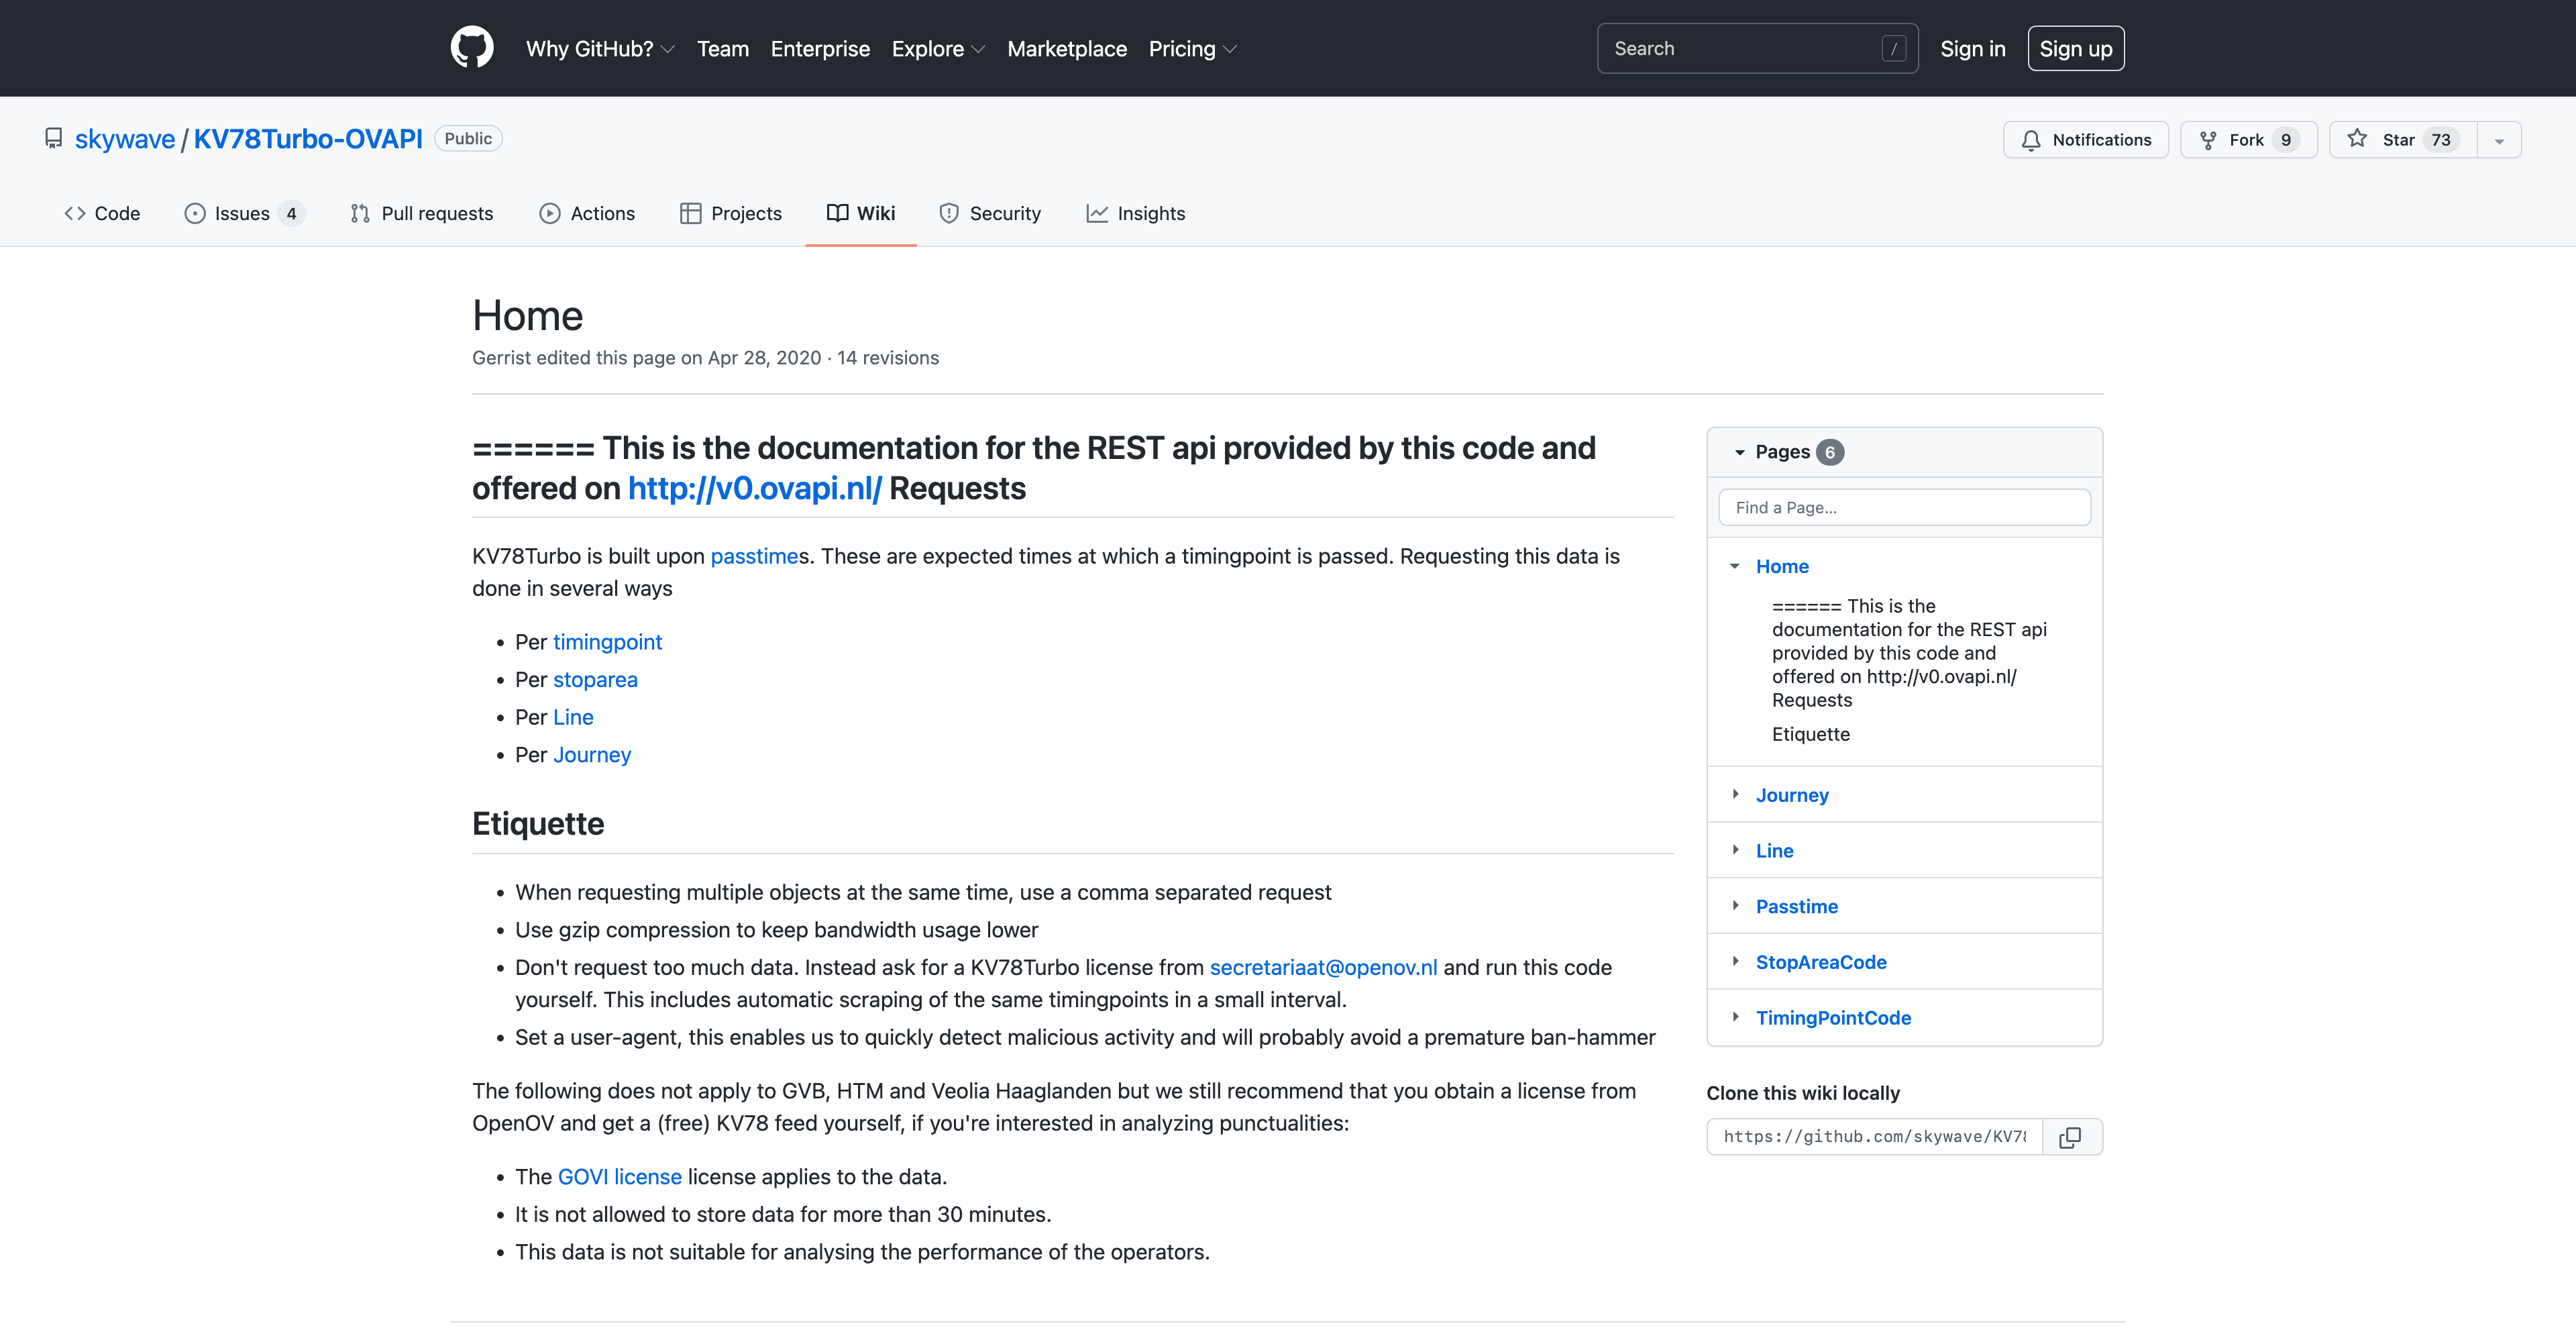 Why GitHub? Team Enterprise Explore Marketplace Pricing Search / Sign in Sign up
skywave / KV78Turbo-OVAPI Public Notifications Fork 9 Star 73
Code Issues 4 Pull requests Actions Projects Wiki Security Insights
Home
Gerrist edited this page on Apr 28, 2020 · 14 revisions
====== This is the documentation for the REST api provided by this code and
offered on http://v0.ovapi.nl/ Requests
KV78Turbo is built upon passtimes. These are expected times at which a timingpoint is passed. Requesting this data is
done in several ways
• Per timingpoint
• Per stoparea
• Per Line
• Per Journey
Etiquette
• When requesting multiple objects at the same time, use a comma separated request
• Use gzip compression to keep bandwidth usage lower
• Don't request too much data. Instead ask for a KV78Turbo license from secretariaat@openov.nl and run this code
yourself. This includes automatic scraping of the same timingpoints in a small interval.
• Set a user-agent, this enables us to quickly detect malicious activity and will probably avoid a premature ban-hammer
The following does not apply to GVB, HTM and Veolia Haaglanden but we still recommend that you obtain a license from
OpenOV and get a (free) KV78 feed yourself, if you're interested in analyzing punctualities:
• The GOVI license license applies to the data.
• It is not allowed to store data for more than 30 minutes.
• This data is not suitable for analysing the performance of the operators.
Pages 6
Find a Page...
Home
====== This is the
documentation for the REST api
provided by this code and
offered on http://v0.ovapi.nl/
Requests
Etiquette
Journey
Line
Passtime
StopAreaCode
TimingPointCode
Clone this wiki locally
https://github.com/skywave/KV78